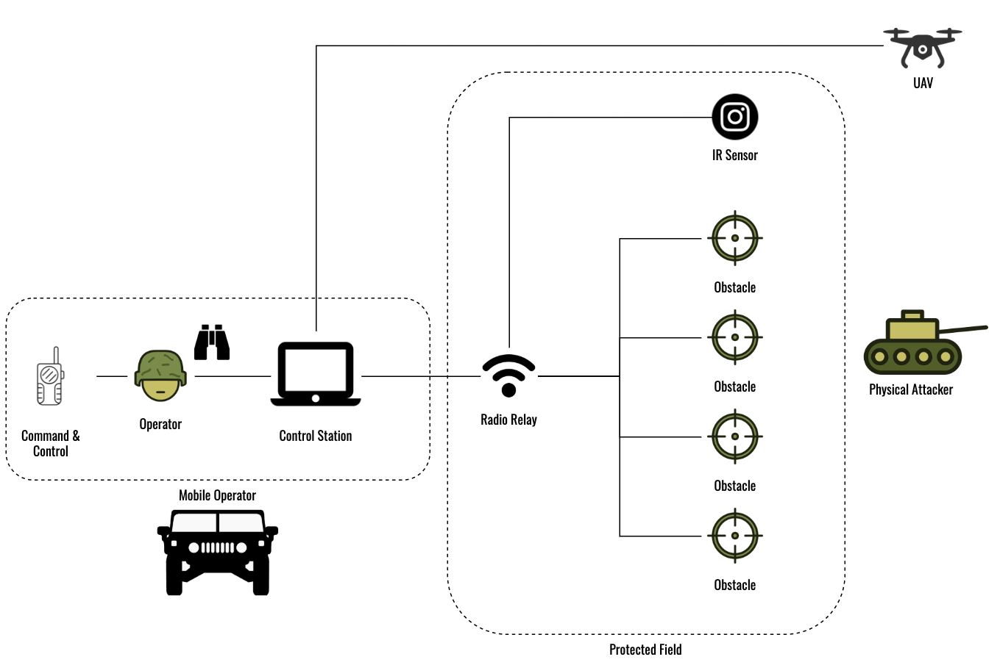 UAV
IR Sensor
Obstacle
Obstacle
Physical Attacker
Radio Relay
Operator
Command &
Control
Control Station
Obstacle
Mobile Operator
Obstacle
Protected Field